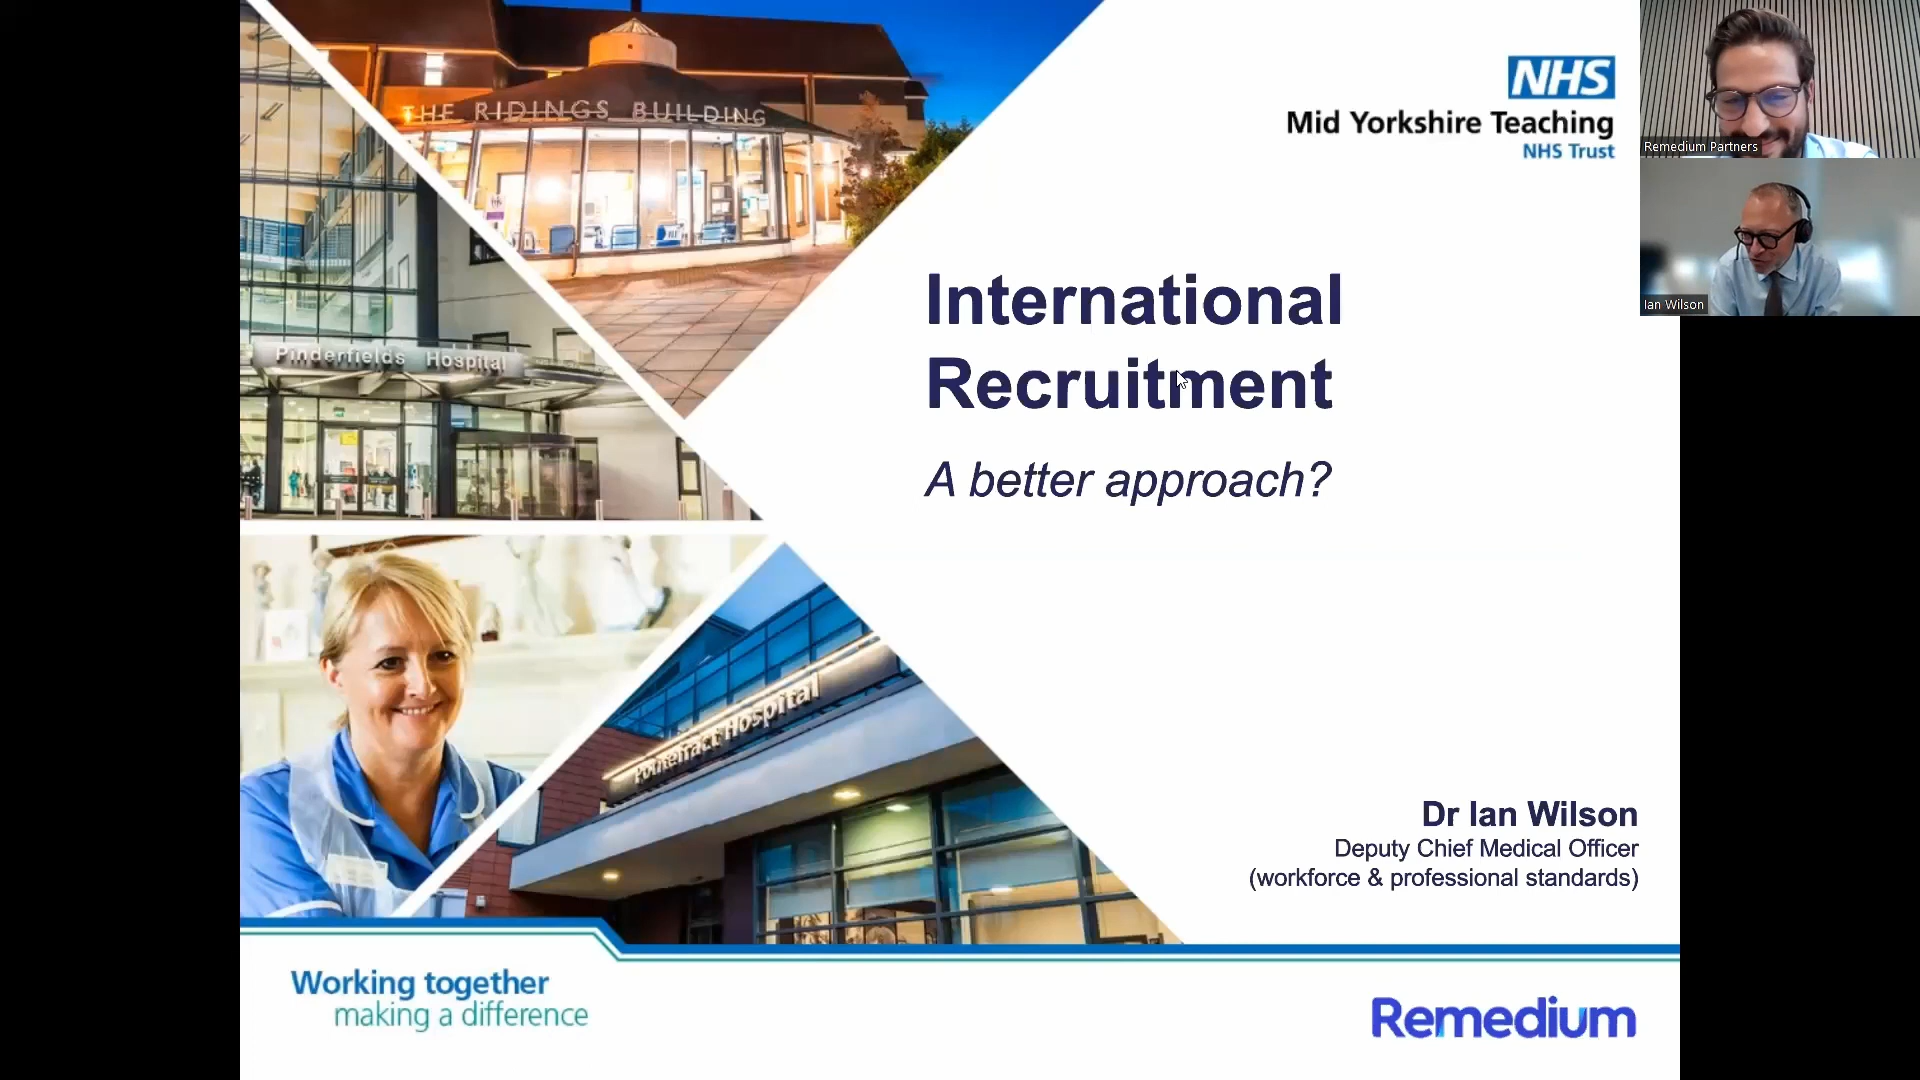 THE RIDINGS BUILDING
NHS
Mid Yorkshire Teaching
NHS Trust
Remedium Partners
Ian Wilson
Pinderfields Hospital
International
Recruitment
A better approach?
Pontefract Hospital
Dr Ian Wilson
Deputy Chief Medical Officer
(workforce & professional standards)
Working together
making a difference
Remedium